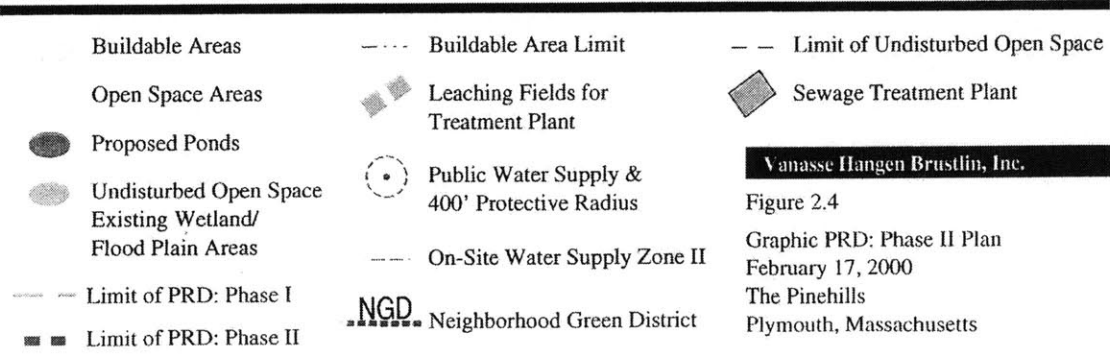 Buildable Areas
Open Space Areas
Proposed Ponds
Undisturbed Open Space
Existing Wetland/
Flood Plain Areas
Limit of PRD: Phase I
Limit of PRD: Phase II
Buildable Area Limit
Leaching Fields for
Treatment Plant
Public Water Supply &
400' Protective Radius
On-Site Water Supply Zone II
NGD Neighborhood Green District
Limit of Undisturbed Open Space
Sewage Treatment Plant
Vanasse Hangen Brustlin, Inc.
Figure 2.4
Graphic PRD: Phase II Plan
February 17, 2000
The Pinehills
Plymouth, Massachusetts